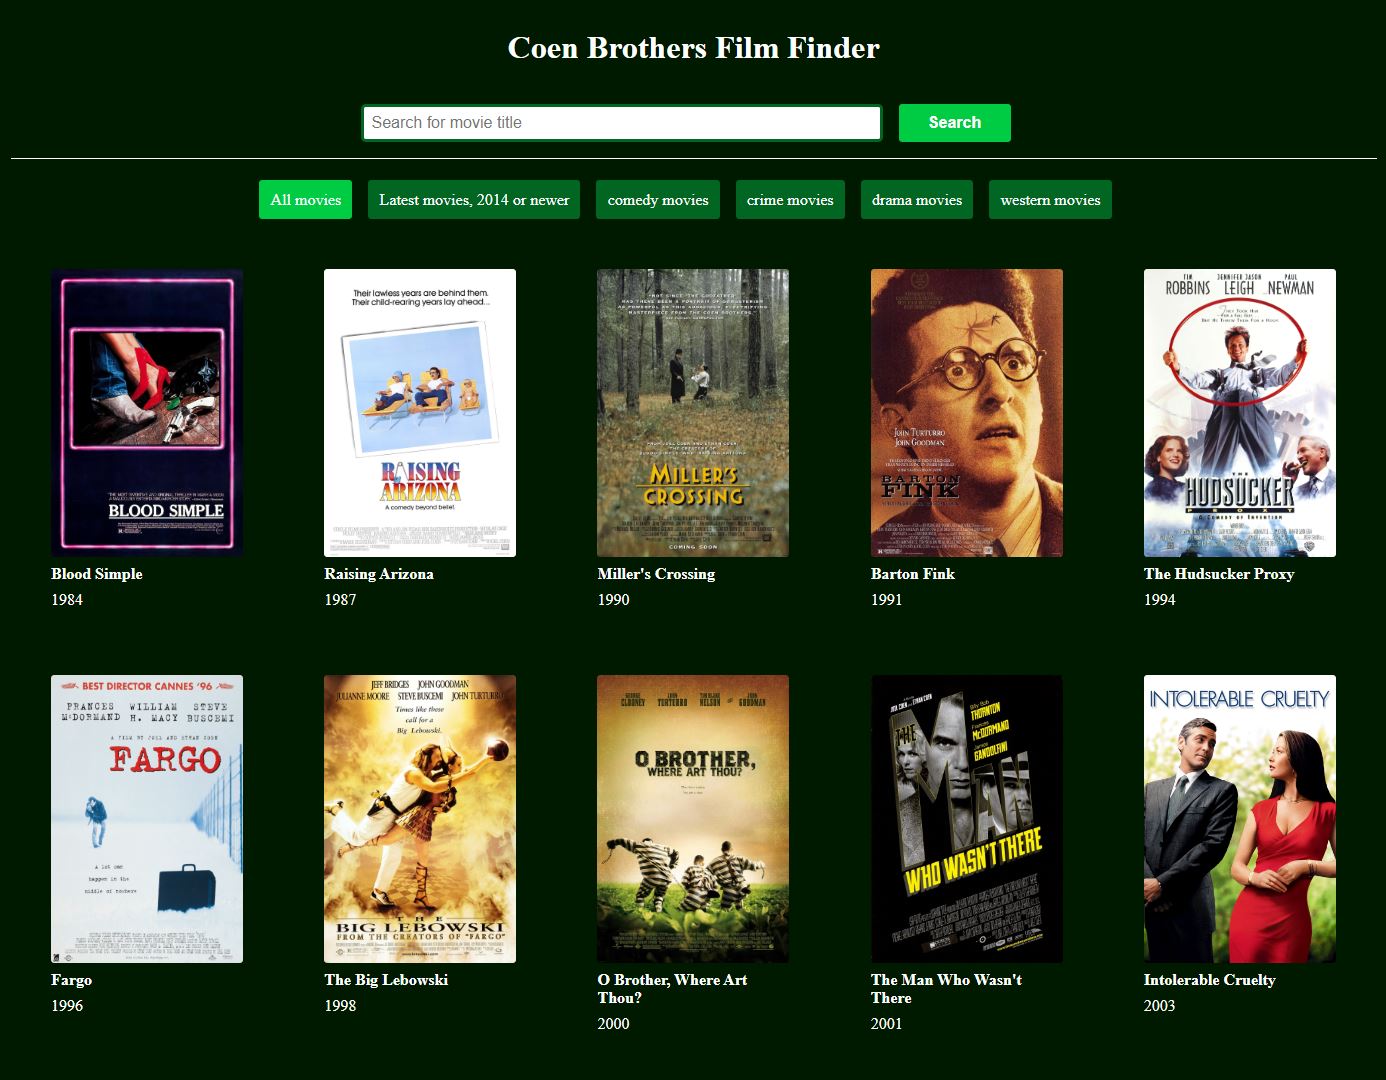 Coen Brothers Film Finder
Search for movie title
Search
All movies
Latest movies, 2014 or newer
comedy movies
crime movies
drama movies
western movies
BLOOD SIMPLE
Blood Simple
1984
Their lawless years are behind them.
Their child-rearing years lay ahead...
RAISING
ARIZONA
A comedy beyond belief.
Raising Arizona
1987
MILLER'S
CROSSING
COMING SOON
Miller's Crossing
1990
JOHN TURTURRO
JOHN GOODMAN
BARTON
FINK
Barton Fink
1991
TIM ROBBINS
JENNIFER JASON LEIGH
PAUL NEWMAN
THE
HUDSUCKER
PROXY
A COMEDY OF INVENTION
The Hudsucker Proxy
1994
BEST DIRECTOR CANNES '96
FRANCES McDORMAND
WILLIAM H. MACY
STEVE BUSCEMI
A FILM BY JOEL AND ETHAN COEN
FARGO
A lot can
happen in the
middle of nowhere
Fargo
1996
JEFF BRIDGES JOHN GOODMAN
JULIANNE MOORE STEVE BUSCEMI JOHN TURTURRO
Times like these
call for a
Big Lebowski.
THE
BIG LEBOWSKI
FROM THE CREATORS OF "FARGO"
The Big Lebowski
1998
GEORGE CLOONEY
JOHN TURTURRO
TIM BLAKE NELSON
JOHN GOODMAN
O BROTHER,
WHERE ART THOU?
O Brother, Where Art
Thou?
2000
Billy Bob
THORNTON
Frances
McDORMAND
James
GANDOLFINI
THE
MAN
WHO WASN'T THERE
The Man Who Wasn't
There
2001
INTOLERABLE CRUELTY
Intolerable Cruelty
2003